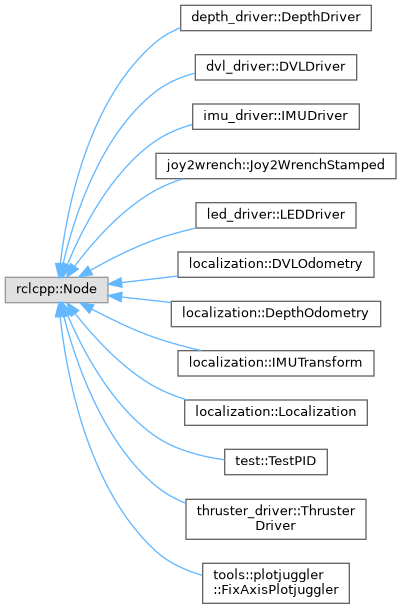 depth_driver::DepthDriver
dvl_driver::DVLDriver
imu_driver::IMUDriver
joy2wrench::Joy2WrenchStamped
led_driver::LEDDriver
localization::DVLOdometry
rclcpp::Node
localization::DepthOdometry
localization::IMUTransform
localization::Localization
test::TestPID
thruster_driver::Thruster
Driver
tools::plotjuggler
::FixAxisPlotjuggler